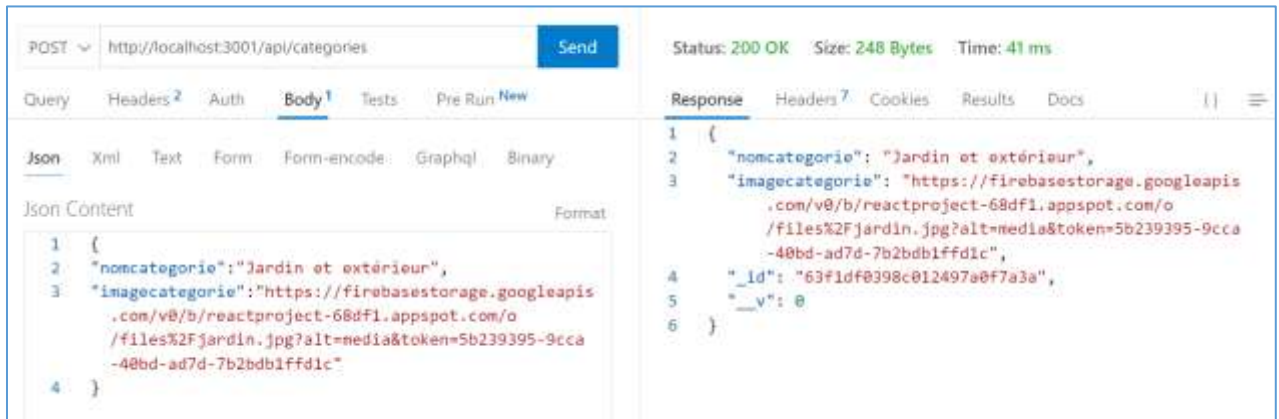 POST http://localhost:3001/api/categories Send
Query Headers 2 Auth Body 1 Tests Pre Run New
Json Xml Text Form Form-encode Graphql Binary
Json Content Format
1 {
2 "nomcategorie":"Jardin et extérieur",
3 "imagecategorie":"https://firebasestorage.googleapis
.com/v0/b/reactproject-68df1.appspot.com/o
/files%2Fjardin.jpg?alt=media&token=5b239395-9cca
-40bd-ad7d-7b2bdb1ffd1c"
4 }
Status: 200 OK Size: 248 Bytes Time: 41 ms
Response Headers 7 Cookies Results Docs { }
1 {
2 "nomcategorie": "Jardin et extérieur",
3 "imagecategorie": "https://firebasestorage.googleapis
.com/v0/b/reactproject-68df1.appspot.com/o
/files%2Fjardin.jpg?alt=media&token=5b239395-9cca
-40bd-ad7d-7b2bdb1ffd1c",
4 "_id": "63f1df0398c012497a0f7a3a",
5 "__v": 0
6 }